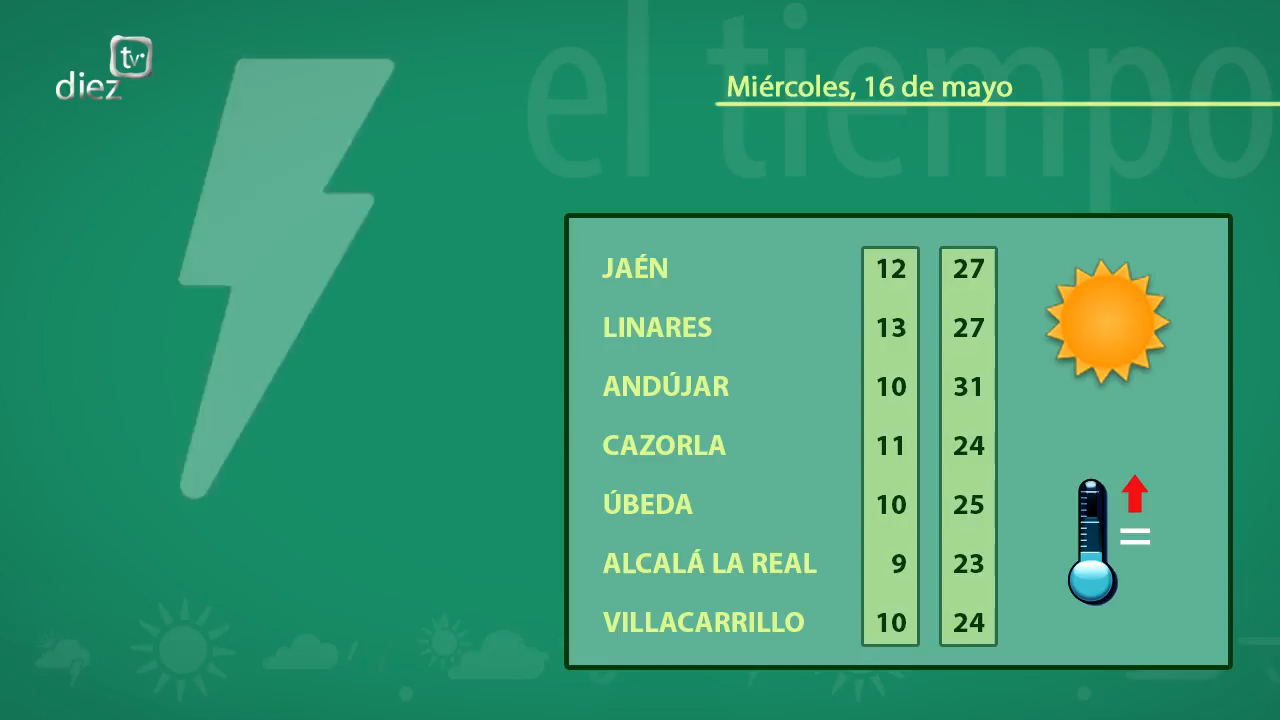 tv
diez
el tiempo
Miércoles, 16 de mayo
JAÉN 12 27
LINARES 13 27
ANDÚJAR 10 31
CAZORLA 11 24
ÚBEDA 10 25
ALCALÁ LA REAL 9 23
VILLACARRILLO 10 24